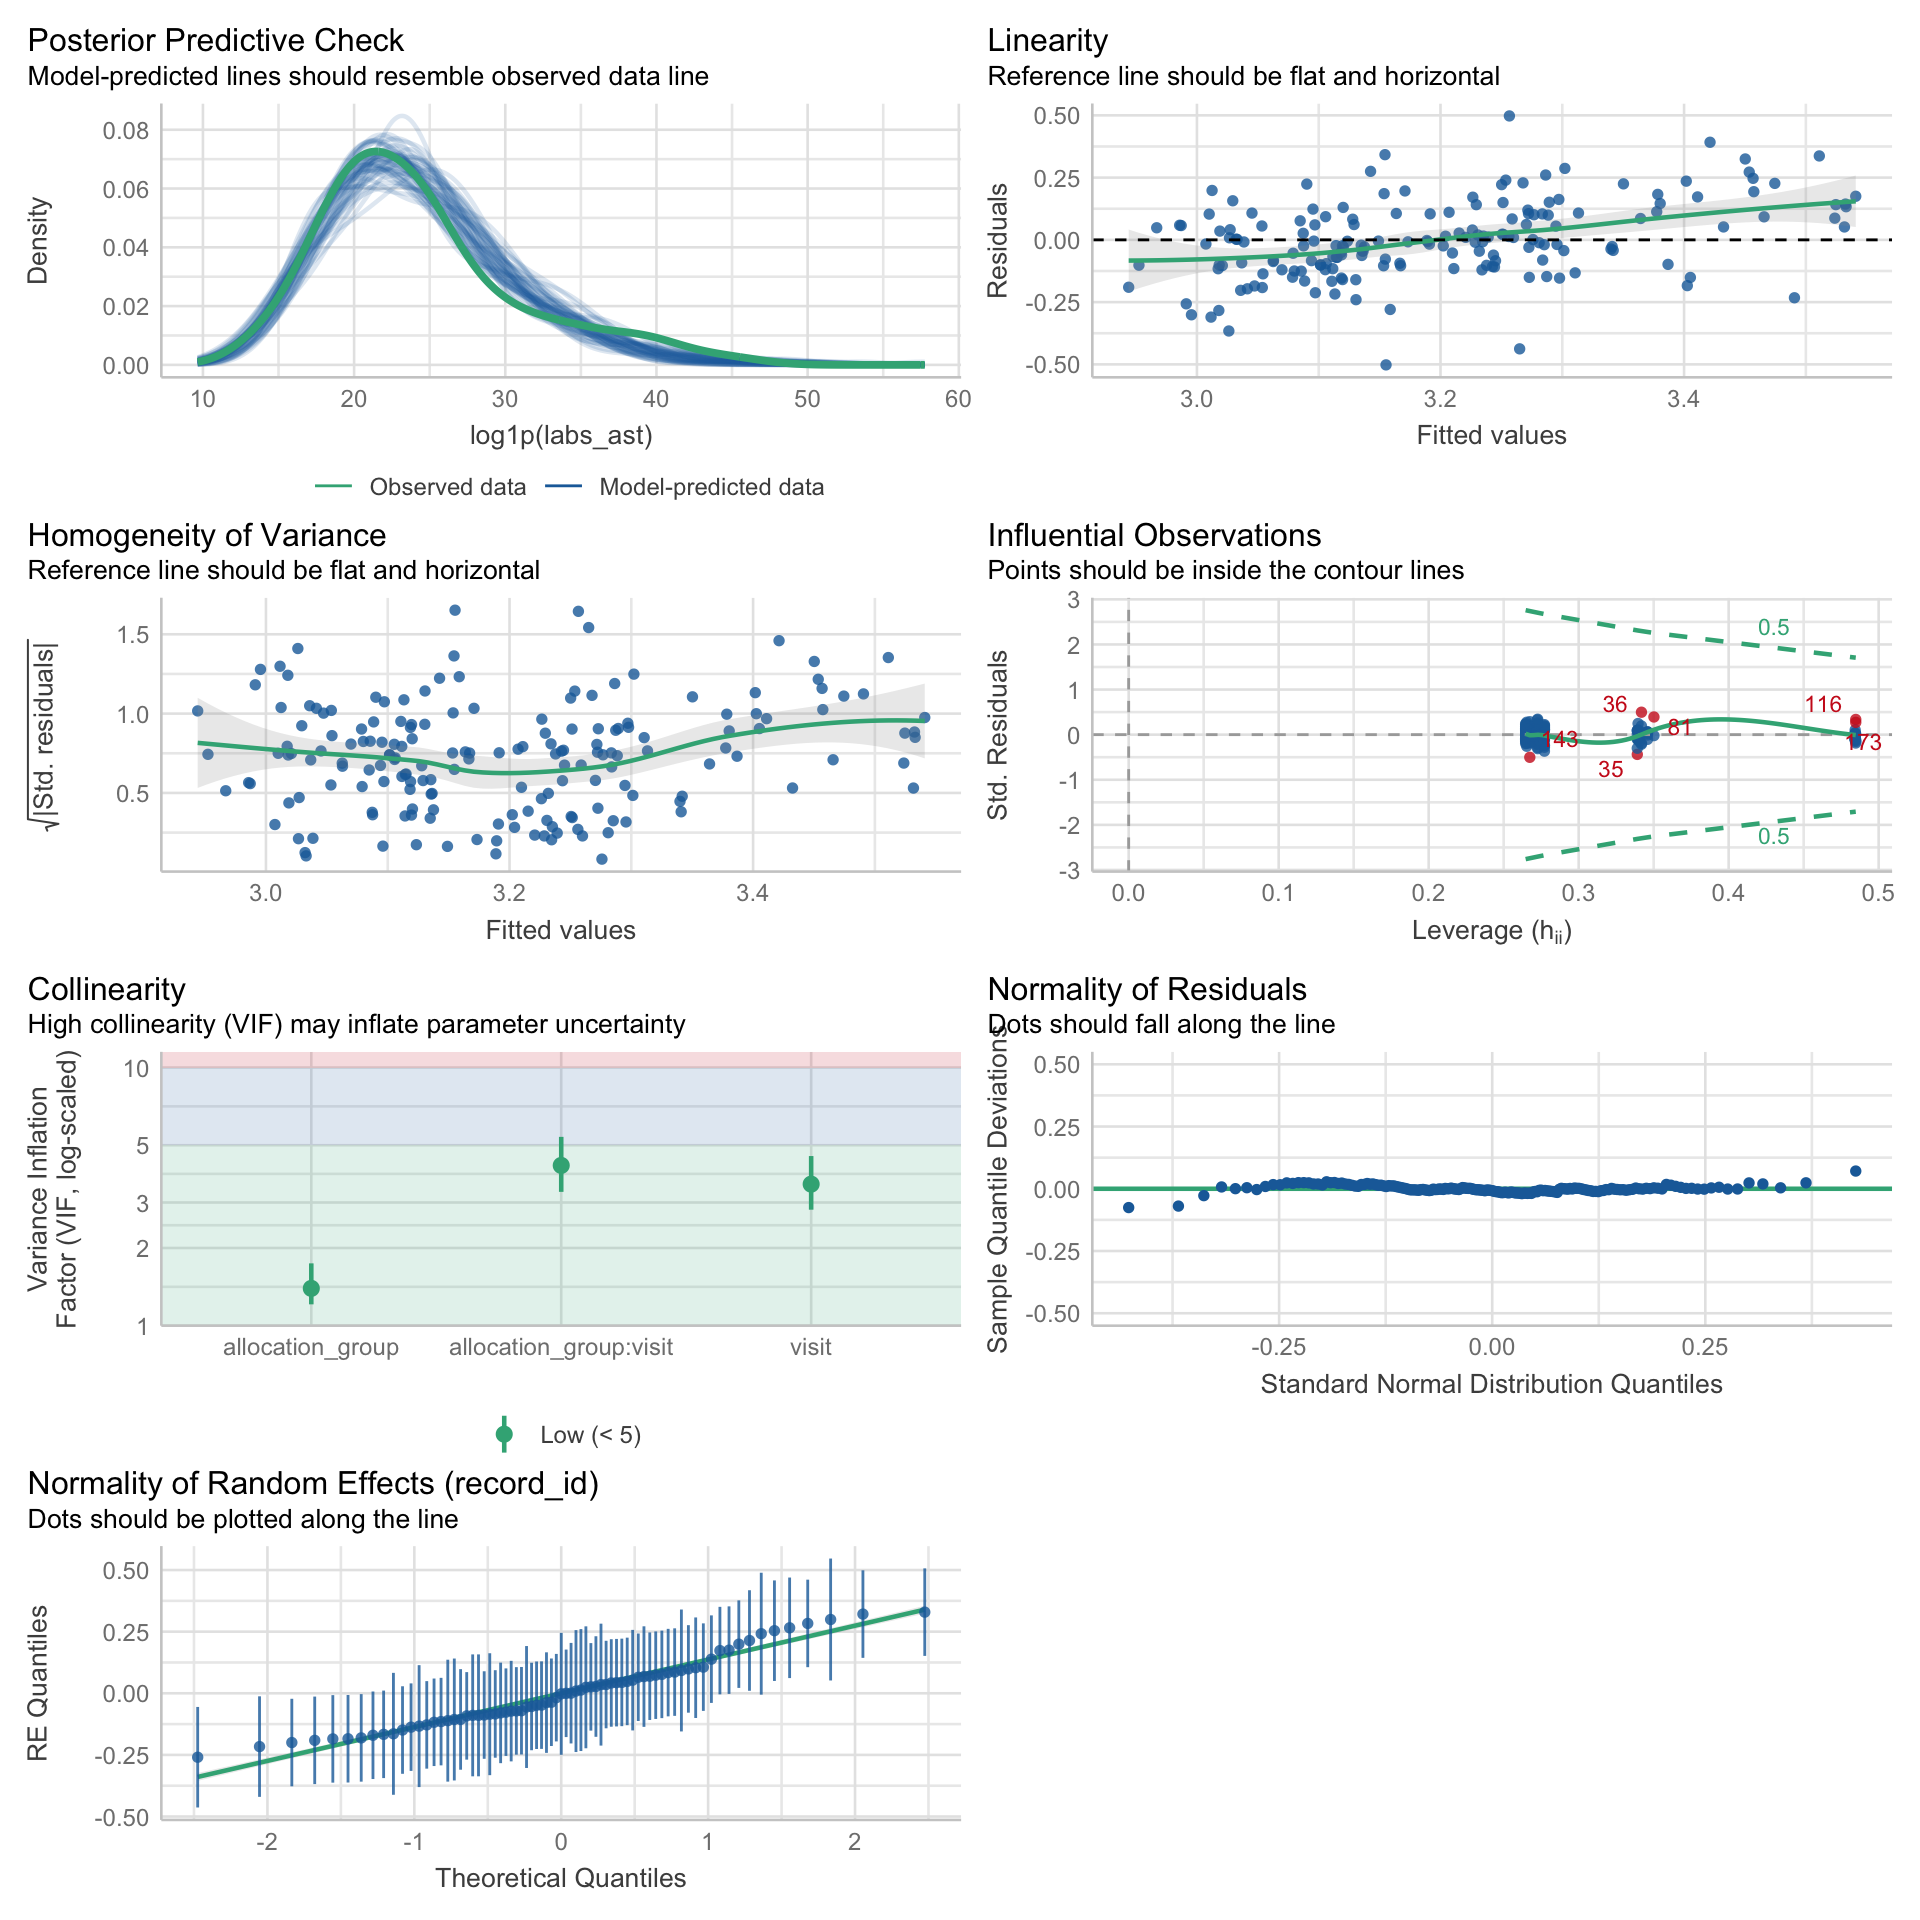 Posterior Predictive Check
Model-predicted lines should resemble observed data line
Density
0.08
0.06
0.04
0.02
0.00
10 20 30 40 50 60
log1p(labs_ast)
Observed data Model-predicted data
Linearity
Reference line should be flat and horizontal
Residuals
0.50
0.25
0.00
-0.25
-0.50
3.0 3.2 3.4
Fitted values
Homogeneity of Variance
Reference line should be flat and horizontal
√|Std. residuals|
1.5
1.0
0.5
3.0 3.2 3.4
Fitted values
Influential Observations
Points should be inside the contour lines
Std. Residuals
3
2
1
0
-1
-2
-3
0.5
36
116
81
143
173
35
0.5
0.0 0.1 0.2 0.3 0.4 0.5
Leverage (hii)
Collinearity
High collinearity (VIF) may inflate parameter uncertainty
Variance Inflation
Factor (VIF, log-scaled)
10
5
3
2
1
allocation_group allocation_group:visit visit
Low (< 5)
Normality of Residuals
Dots should fall along the line
Sample Quantile Deviations
0.50
0.25
0.00
-0.25
-0.50
-0.25 0.00 0.25
Standard Normal Distribution Quantiles
Normality of Random Effects (record_id)
Dots should be plotted along the line
RE Quantiles
0.50
0.25
0.00
-0.25
-0.50
-2 -1 0 1 2
Theoretical Quantiles